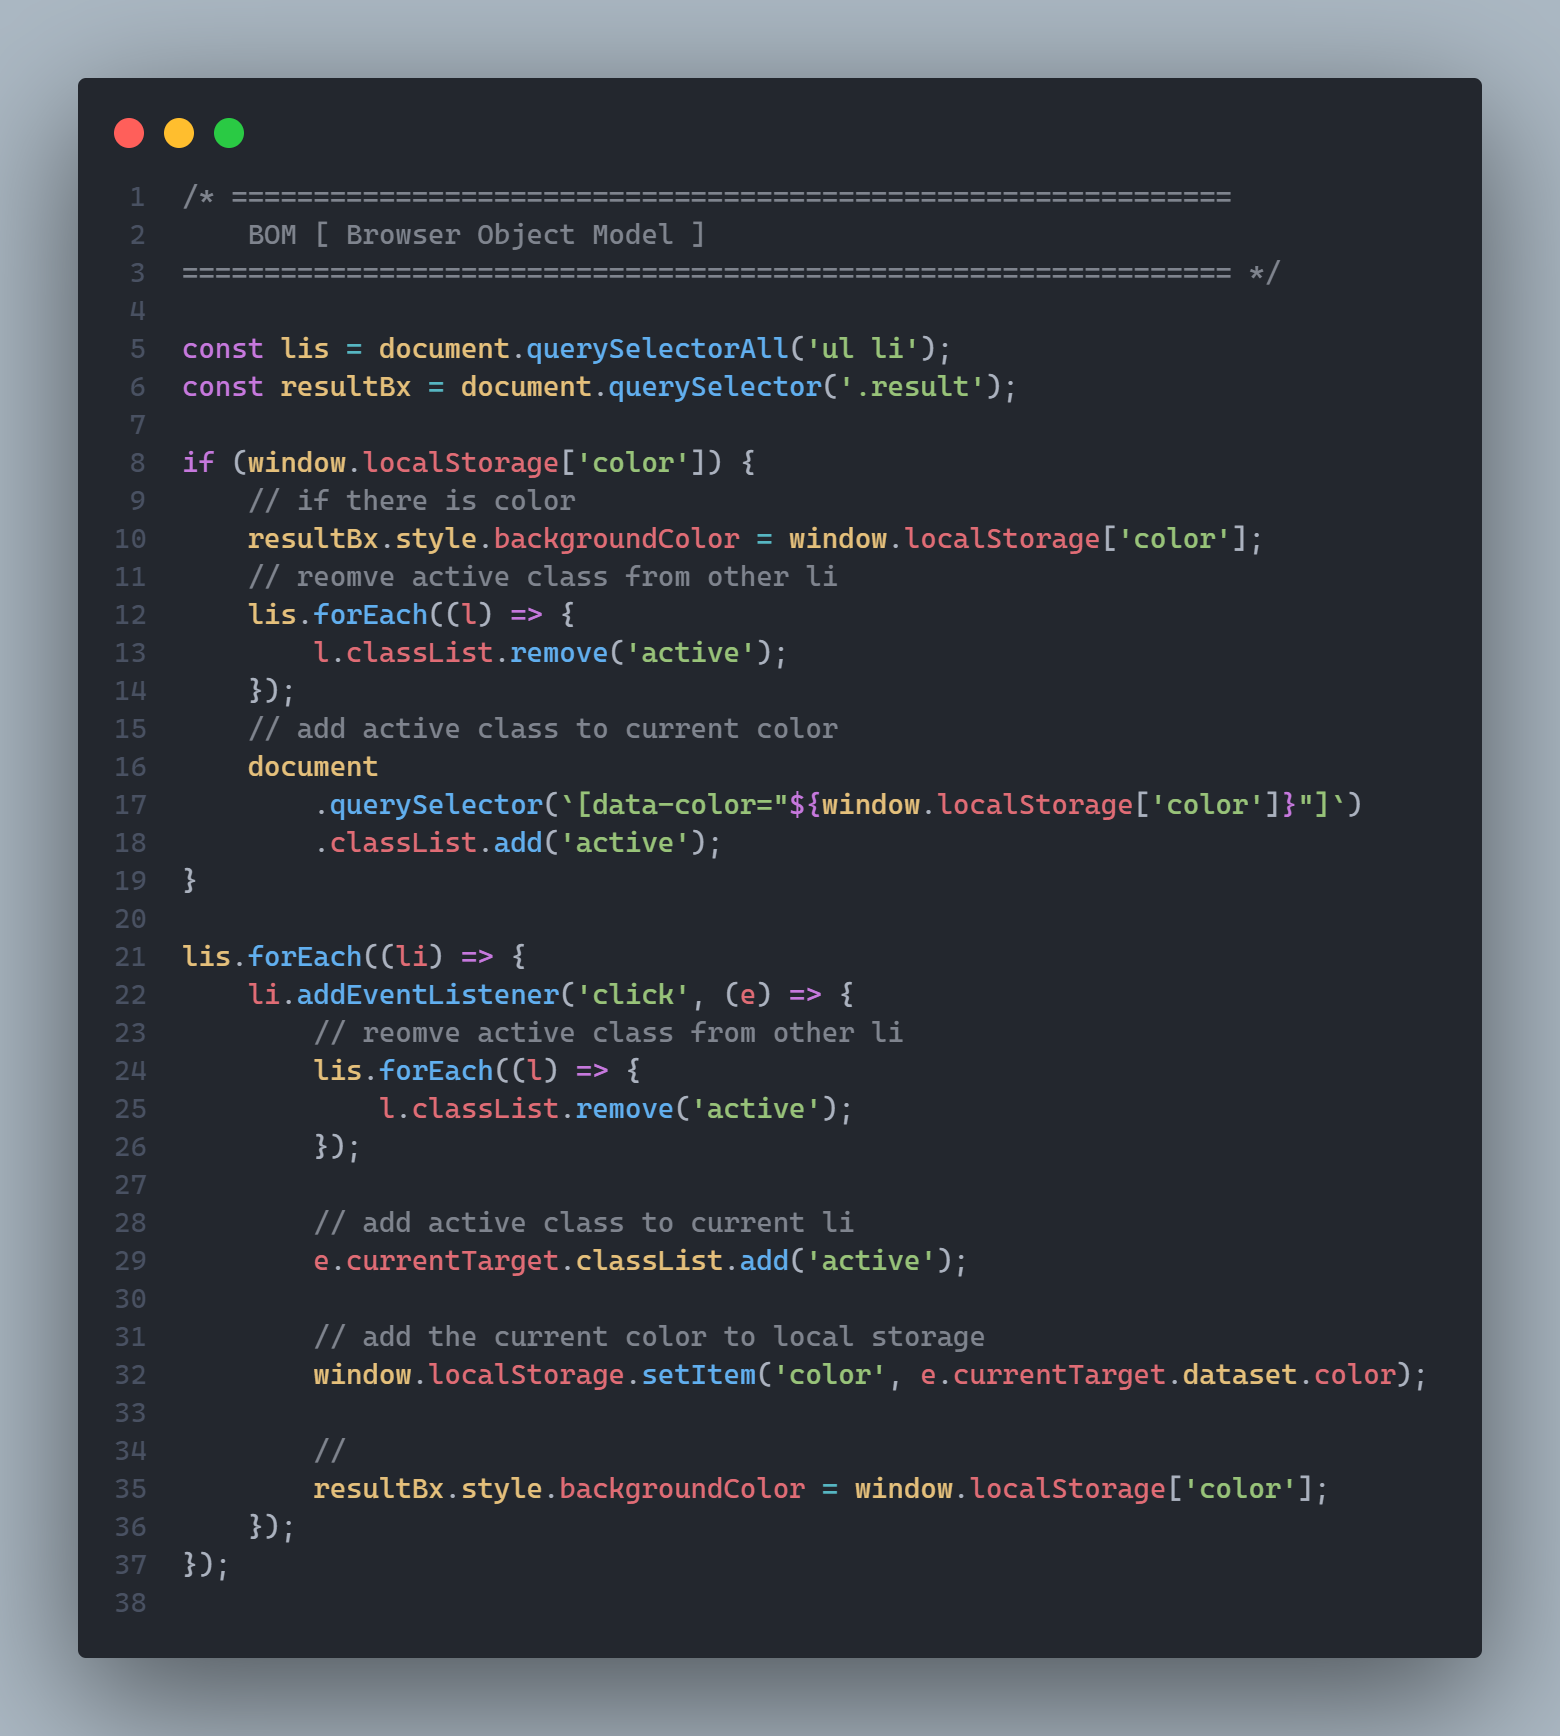 1 /* =============================================================
2     BOM [ Browser Object Model ]
3 ================================================================ */
4
5 const lis = document.querySelectorAll('ul li');
6 const resultBx = document.querySelector('.result');
7
8 if (window.localStorage['color']) {
9     // if there is color
10     resultBx.style.backgroundColor = window.localStorage['color'];
11     // reomve active class from other li
12     lis.forEach((l) => {
13         l.classList.remove('active');
14     });
15     // add active class to current color
16     document
17         .querySelector(`[data-color="${window.localStorage['color']}"]`)
18         .classList.add('active');
19 }
20
21 lis.forEach((li) => {
22     li.addEventListener('click', (e) => {
23         // reomve active class from other li
24         lis.forEach((l) => {
25             l.classList.remove('active');
26         });
27
28         // add active class to current li
29         e.currentTarget.classList.add('active');
30
31         // add the current color to local storage
32         window.localStorage.setItem('color', e.currentTarget.dataset.color);
33
34         //
35         resultBx.style.backgroundColor = window.localStorage['color'];
36     });
37 });
38